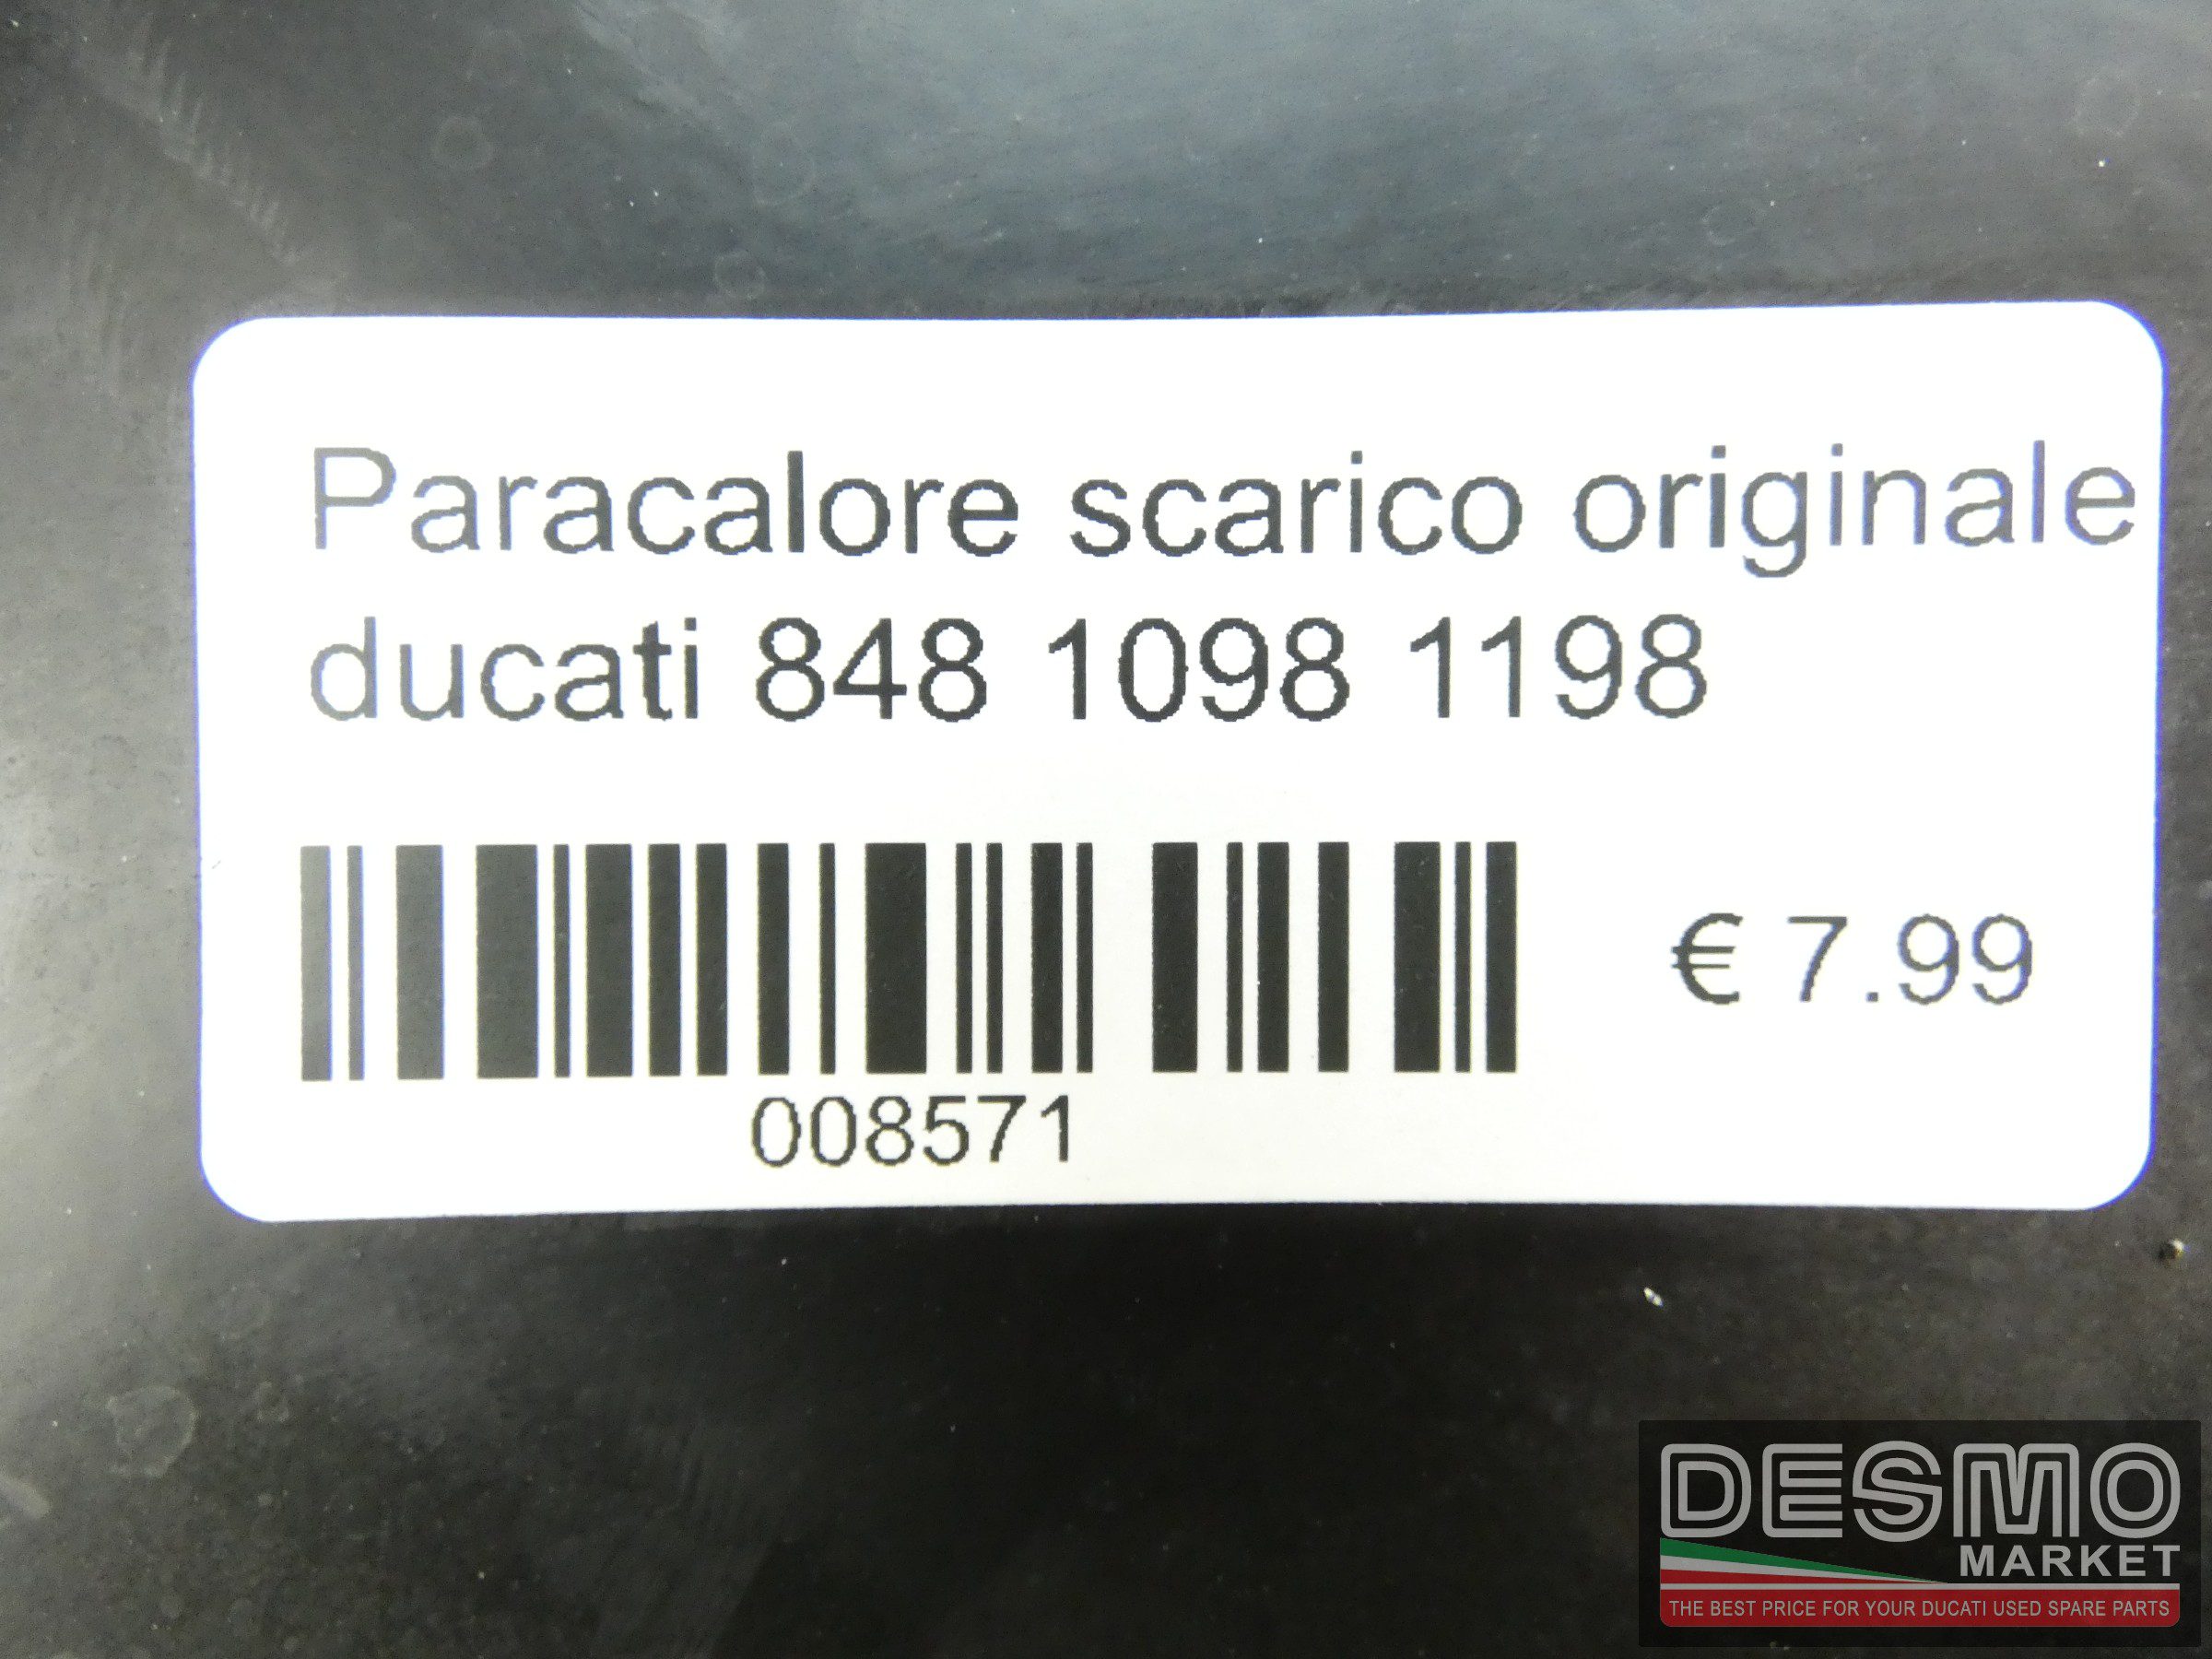 Paracalore scarico originale
ducati 848 1098 1198
€ 7.99
008571
DESMO
MARKET
THE BEST PRICE FOR YOUR DUCATI USED SPARE PARTS